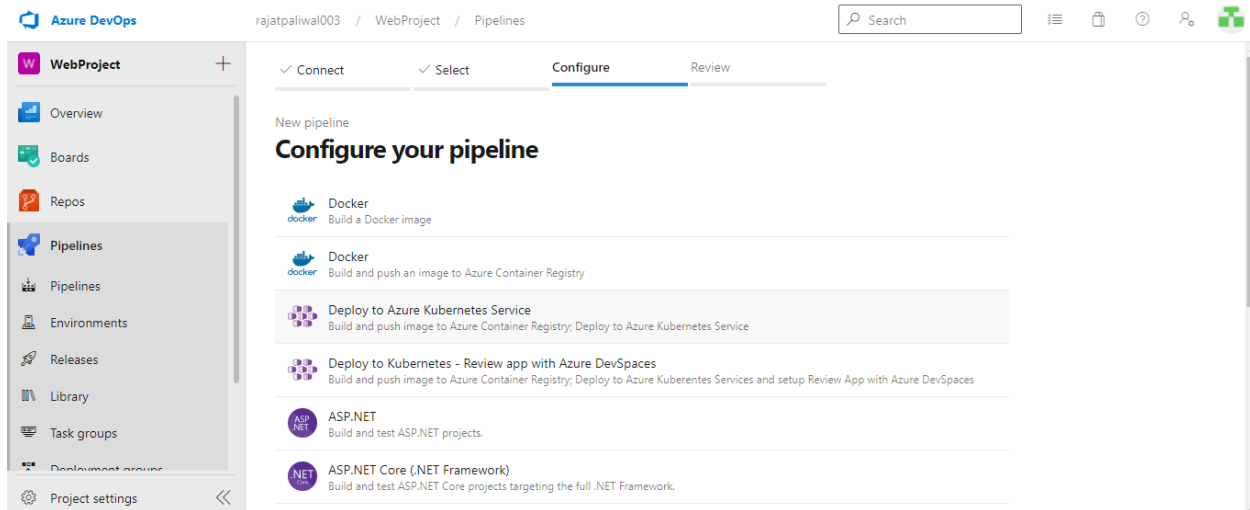 Azure DevOps
rajatpaliwal003 / WebProject / Pipelines
Search
W WebProject
Overview
Boards
Repos
Pipelines
Pipelines
Environments
Releases
Library
Task groups
Deployment groups
Project settings
Connect Select Configure Review
New pipeline
Configure your pipeline
docker
Docker
Build a Docker image
docker
Docker
Build and push an image to Azure Container Registry
Deploy to Azure Kubernetes Service
Build and push image to Azure Container Registry; Deploy to Azure Kubernetes Service
Deploy to Kubernetes - Review app with Azure DevSpaces
Build and push image to Azure Container Registry; Deploy to Azure Kuberentes Services and setup Review App with Azure DevSpaces
ASP
.NET
ASP.NET
Build and test ASP.NET projects.
.NET
Core
ASP.NET Core (.NET Framework)
Build and test ASP.NET Core projects targeting the full .NET Framework.